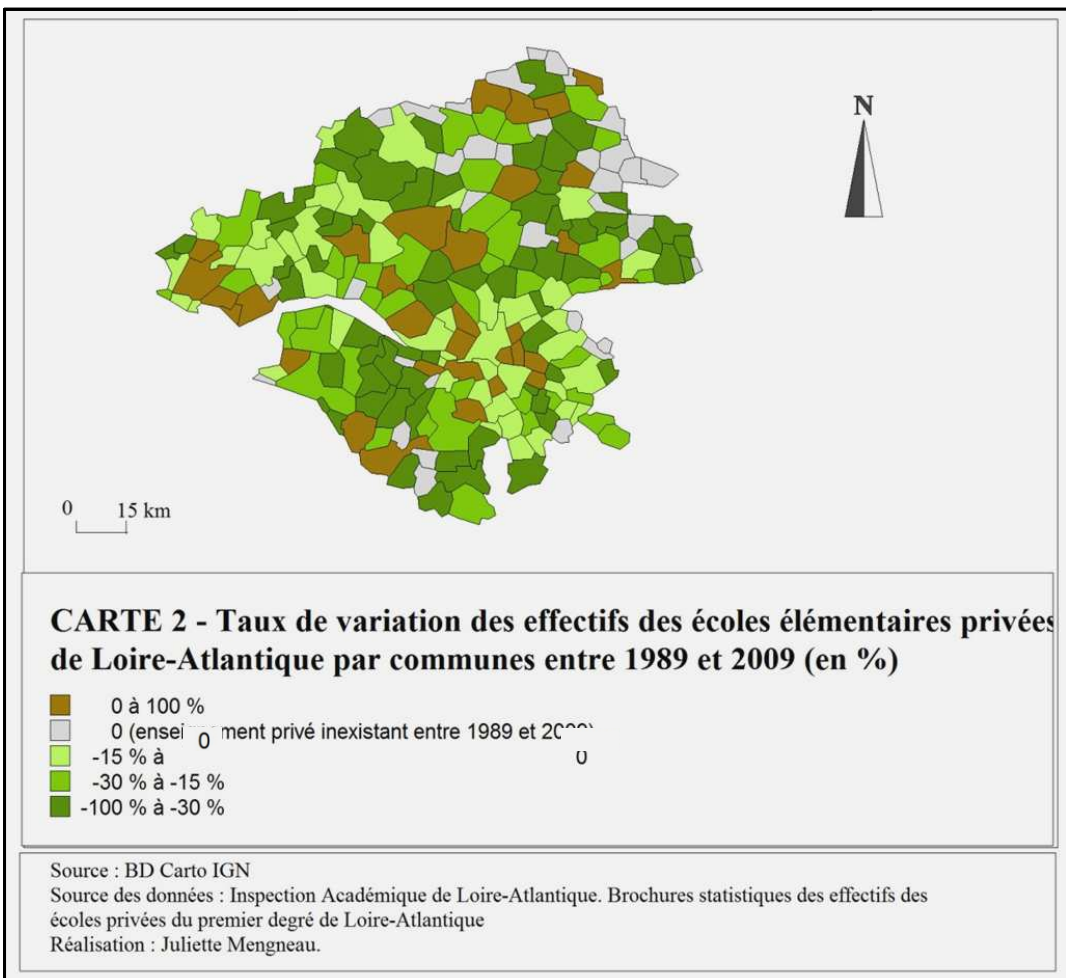 N
0 15 km
CARTE 2 - Taux de variation des effectifs des écoles élémentaires privées
de Loire-Atlantique par communes entre 1989 et 2009 (en %)
0 à 100 %
0 (ensei ment privé inexistant entre 1989 et
0
-15 % à
0
-30 % à -15 %
-100 % à -30 %
Source : BD Carto IGN
Source des données : Inspection Académique de Loire-Atlantique. Brochures statistiques des effectifs des
écoles privées du premier degré de Loire-Atlantique
Réalisation : Juliette Mengneau.